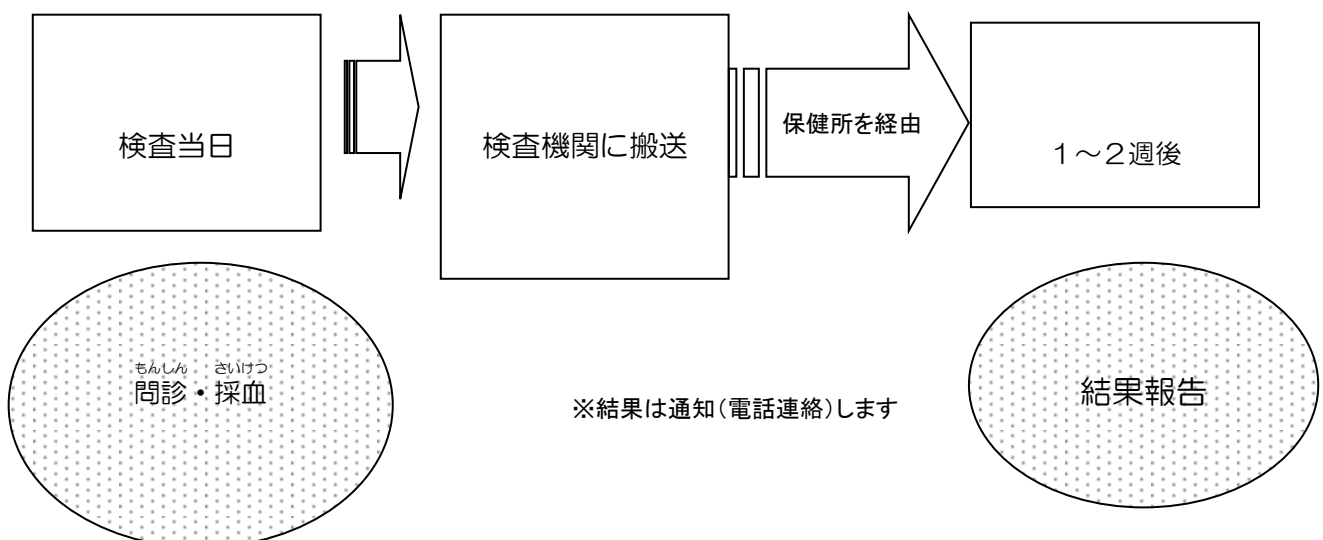 検査当日
検査機関に搬送
保健所を経由
１～２週後
もんしん さいけつ
問診・採血
※結果は通知（電話連絡）します
結果報告